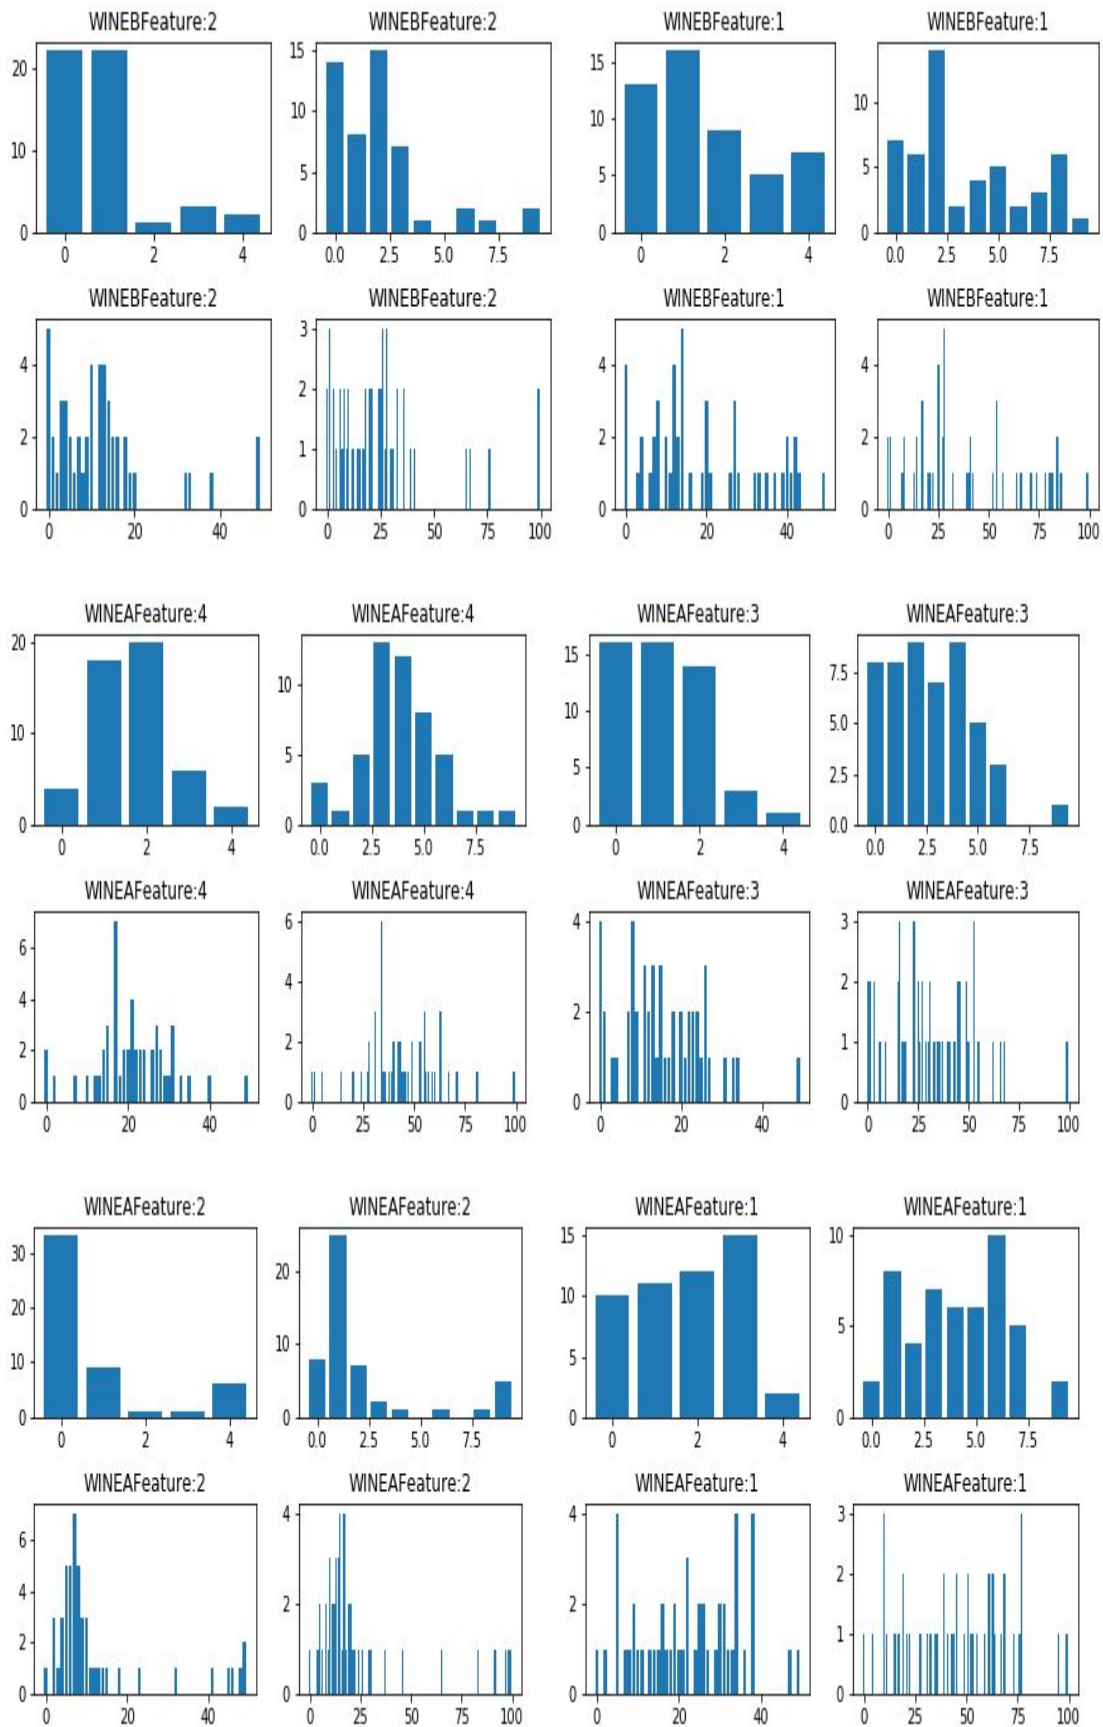 WINEBFeature:2 WINEBFeature:2 WINEBFeature:1 WINEBFeature:1
20 15 15 10
10 10 10 5
5 5
0 0 0 0
0 2 4 0.0 2.5 5.0 7.5 0 2 4 0.0 2.5 5.0 7.5
WINEBFeature:2 WINEBFeature:2 WINEBFeature:1 WINEBFeature:1
4 3 4 4
2 2 2 2
1
0 0 0 0
0 20 40 0 25 50 75 100 0 20 40 0 25 50 75 100
WINEAFeature:4 WINEAFeature:4 WINEAFeature:3 WINEAFeature:3
20 10 15 7.5
10 5 10 5.0
5 2.5
0 0 0 0.0
0 2 4 0.0 2.5 5.0 7.5 0 2 4 0.0 2.5 5.0 7.5
WINEAFeature:4 WINEAFeature:4 WINEAFeature:3 WINEAFeature:3
6 6 4 3
4 4 2 2
2 2 1
0 0 0 0
0 20 40 0 25 50 75 100 0 20 40 0 25 50 75 100
WINEAFeature:2 WINEAFeature:2 WINEAFeature:1 WINEAFeature:1
30 20 15 10
20 10 10 5
10 5
0 0 0 0
0 2 4 0.0 2.5 5.0 7.5 0 2 4 0.0 2.5 5.0 7.5
WINEAFeature:2 WINEAFeature:2 WINEAFeature:1 WINEAFeature:1
6 4 4 3
4 2 2 2
2 1
0 0 0 0
0 20 40 0 25 50 75 100 0 20 40 0 25 50 75 100